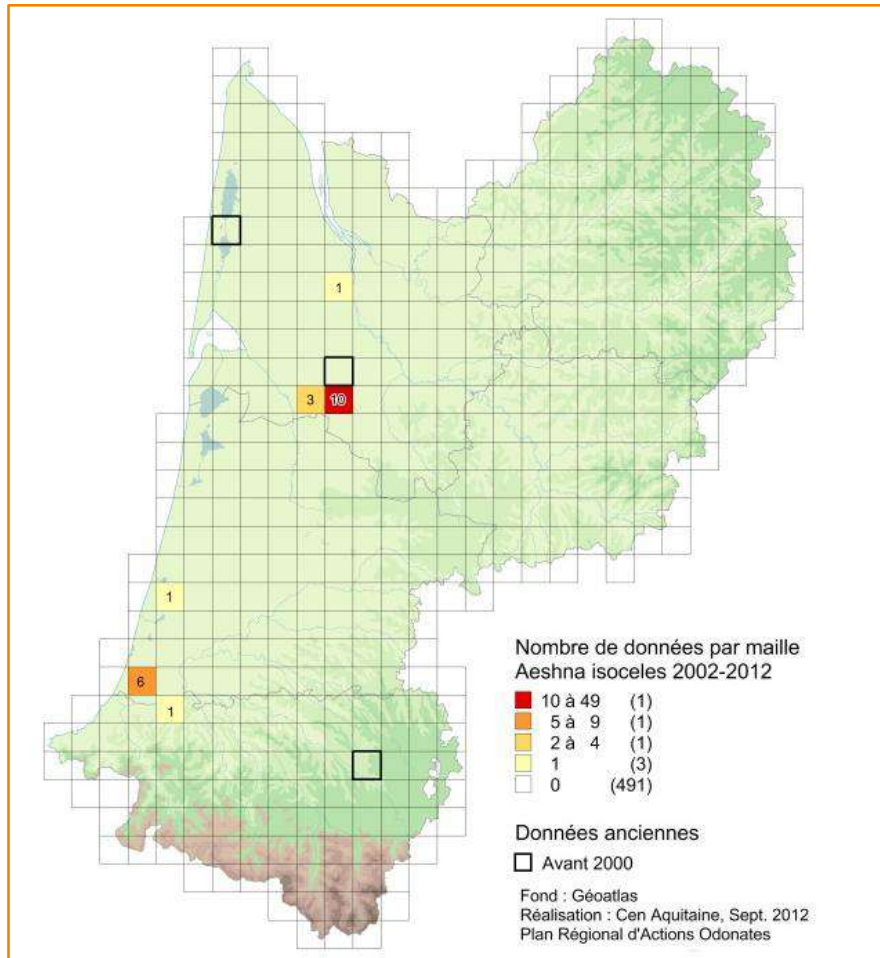 1
3 10
1
6
1
Nombre de données par maille
Aeshna isoceles 2002-2012
10 à 49 (1)
5 à 9 (1)
2 à 4 (1)
1 (3)
0 (491)
Données anciennes
Avant 2000
Fond : Géoatlas
Réalisation : Cen Aquitaine, Sept. 2012
Plan Régional d'Actions Odonates